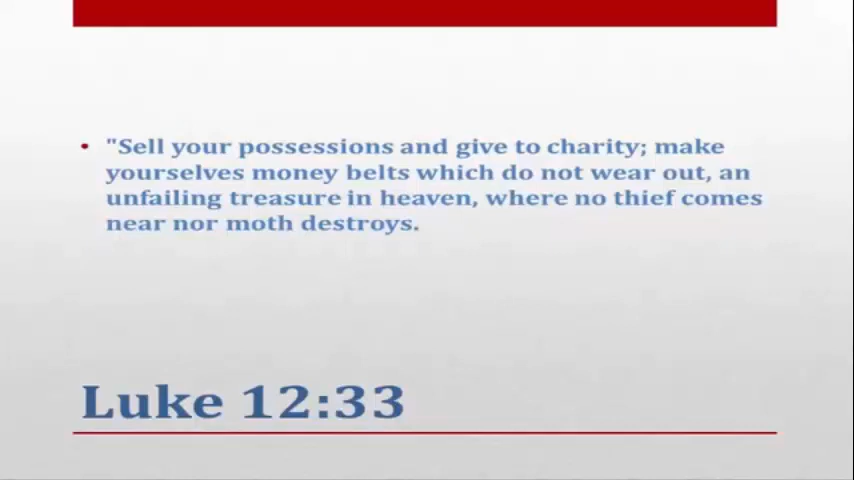 • "Sell your possessions and give to charity; make
yourselves money belts which do not wear out, an
unfailing treasure in heaven, where no thief comes
near nor moth destroys.
Luke 12:33